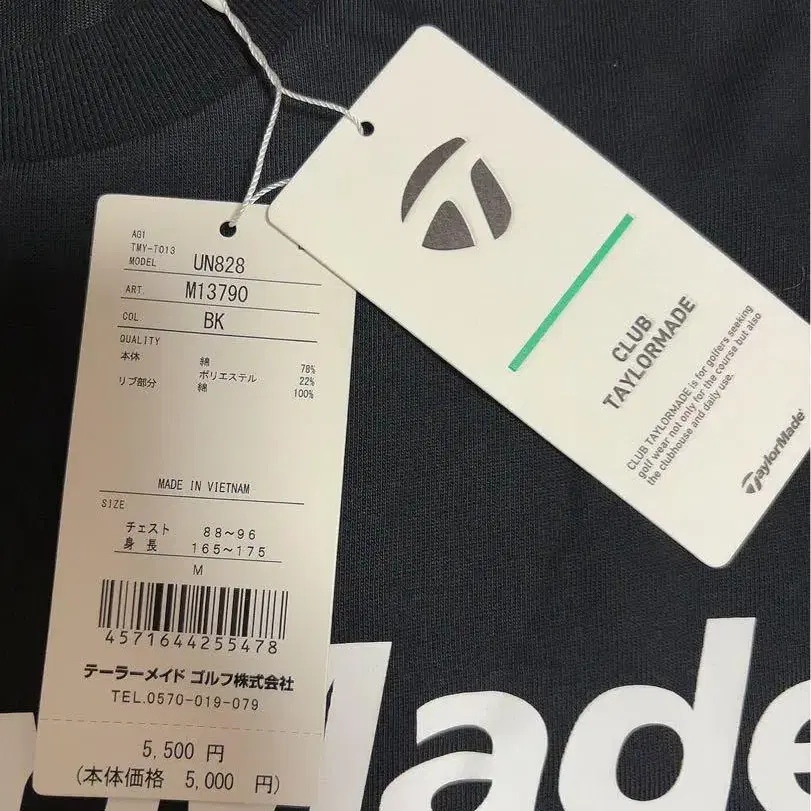 A01
TMY-T013
MODEL UN828
ART. M13790
COL BK
QUALITY
本体 綿 78%
ポリエステル 22%
リブ部分 綿 100%
MADE IN VIETNAM
SIZE
チェスト 88~96
身 長 165~175
M
4571644255478
テーラーメイド ゴルフ株式会社
TEL.0570-019-079
5,500 円
(本体価格 5,000 円)
CLUB
TAYLORMADE
CLUB TAYLORMADE is for golfers seeking
golf wear not only for the course but also
the clubhouse and daily use.
TaylorMade
Made